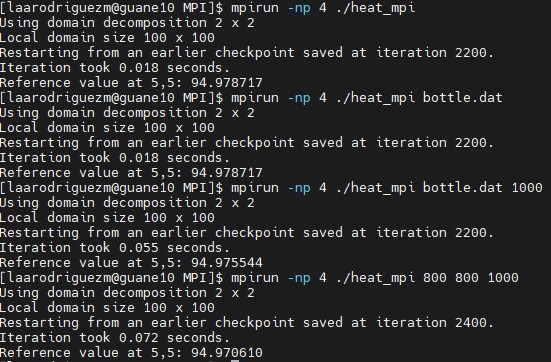 [laarodriguezm@guane10 MPI]$ mpirun -np 4 ./heat_mpi
Using domain decomposition 2 x 2
Local domain size 100 x 100
Restarting from an earlier checkpoint saved at iteration 2200.
Iteration took 0.018 seconds.
Reference value at 5,5: 94.978717
[laarodriguezm@guane10 MPI]$ mpirun -np 4 ./heat_mpi bottle.dat
Using domain decomposition 2 x 2
Local domain size 100 x 100
Restarting from an earlier checkpoint saved at iteration 2200.
Iteration took 0.018 seconds.
Reference value at 5,5: 94.978717
[laarodriguezm@guane10 MPI]$ mpirun -np 4 ./heat_mpi bottle.dat 1000
Using domain decomposition 2 x 2
Local domain size 100 x 100
Restarting from an earlier checkpoint saved at iteration 2200.
Iteration took 0.055 seconds.
Reference value at 5,5: 94.975544
[laarodriguezm@guane10 MPI]$ mpirun -np 4 ./heat_mpi 800 800 1000
Using domain decomposition 2 x 2
Local domain size 100 x 100
Restarting from an earlier checkpoint saved at iteration 2400.
Iteration took 0.072 seconds.
Reference value at 5,5: 94.970610